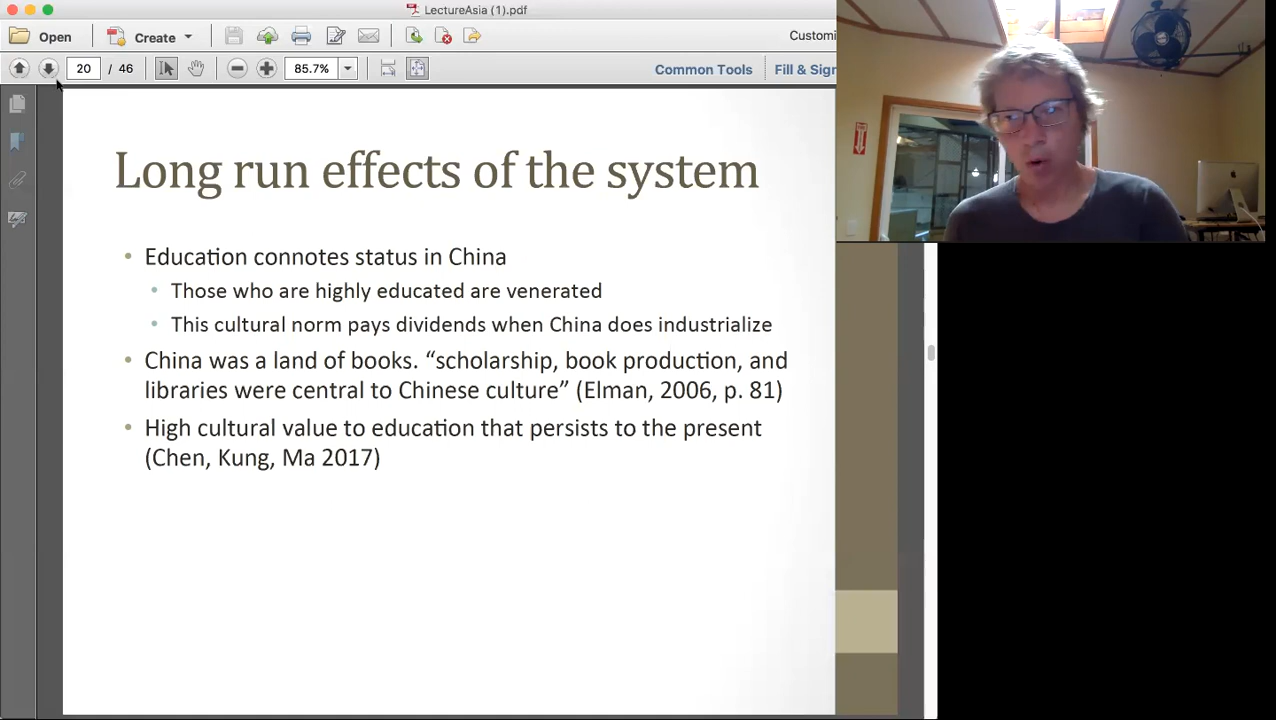 LectureAsia (1).pdf
Open Create Customi
20 / 46 85.7% Common Tools Fill & Sign
Long run effects of the system
• Education connotes status in China
• Those who are highly educated are venerated
• This cultural norm pays dividends when China does industrialize
• China was a land of books. “scholarship, book production, and
libraries were central to Chinese culture” (Elman, 2006, p. 81)
• High cultural value to education that persists to the present
(Chen, Kung, Ma 2017)